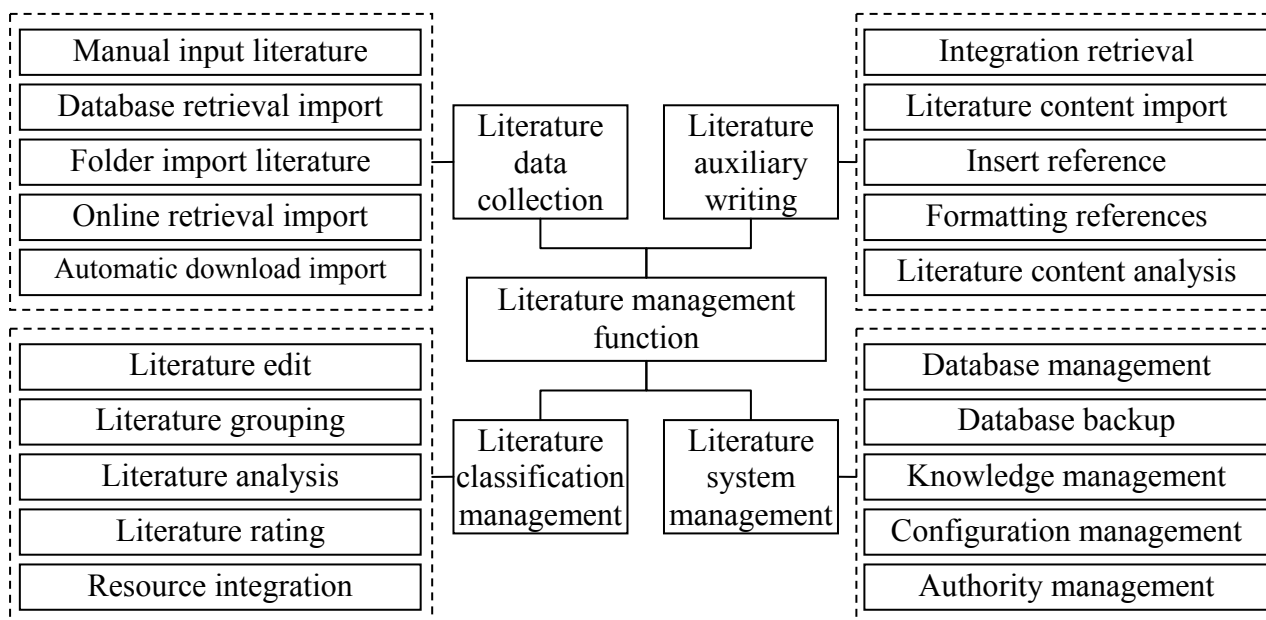 Manual input literature
Database retrieval import
Folder import literature
Online retrieval import
Automatic download import
Literature
data
collection
Literature
auxiliary
writing
Integration retrieval
Literature content import
Insert reference
Formatting references
Literature content analysis
Literature management
function
Literature edit
Literature grouping
Literature analysis
Literature rating
Resource integration
Literature
classification
management
Literature
system
management
Database management
Database backup
Knowledge management
Configuration management
Authority management